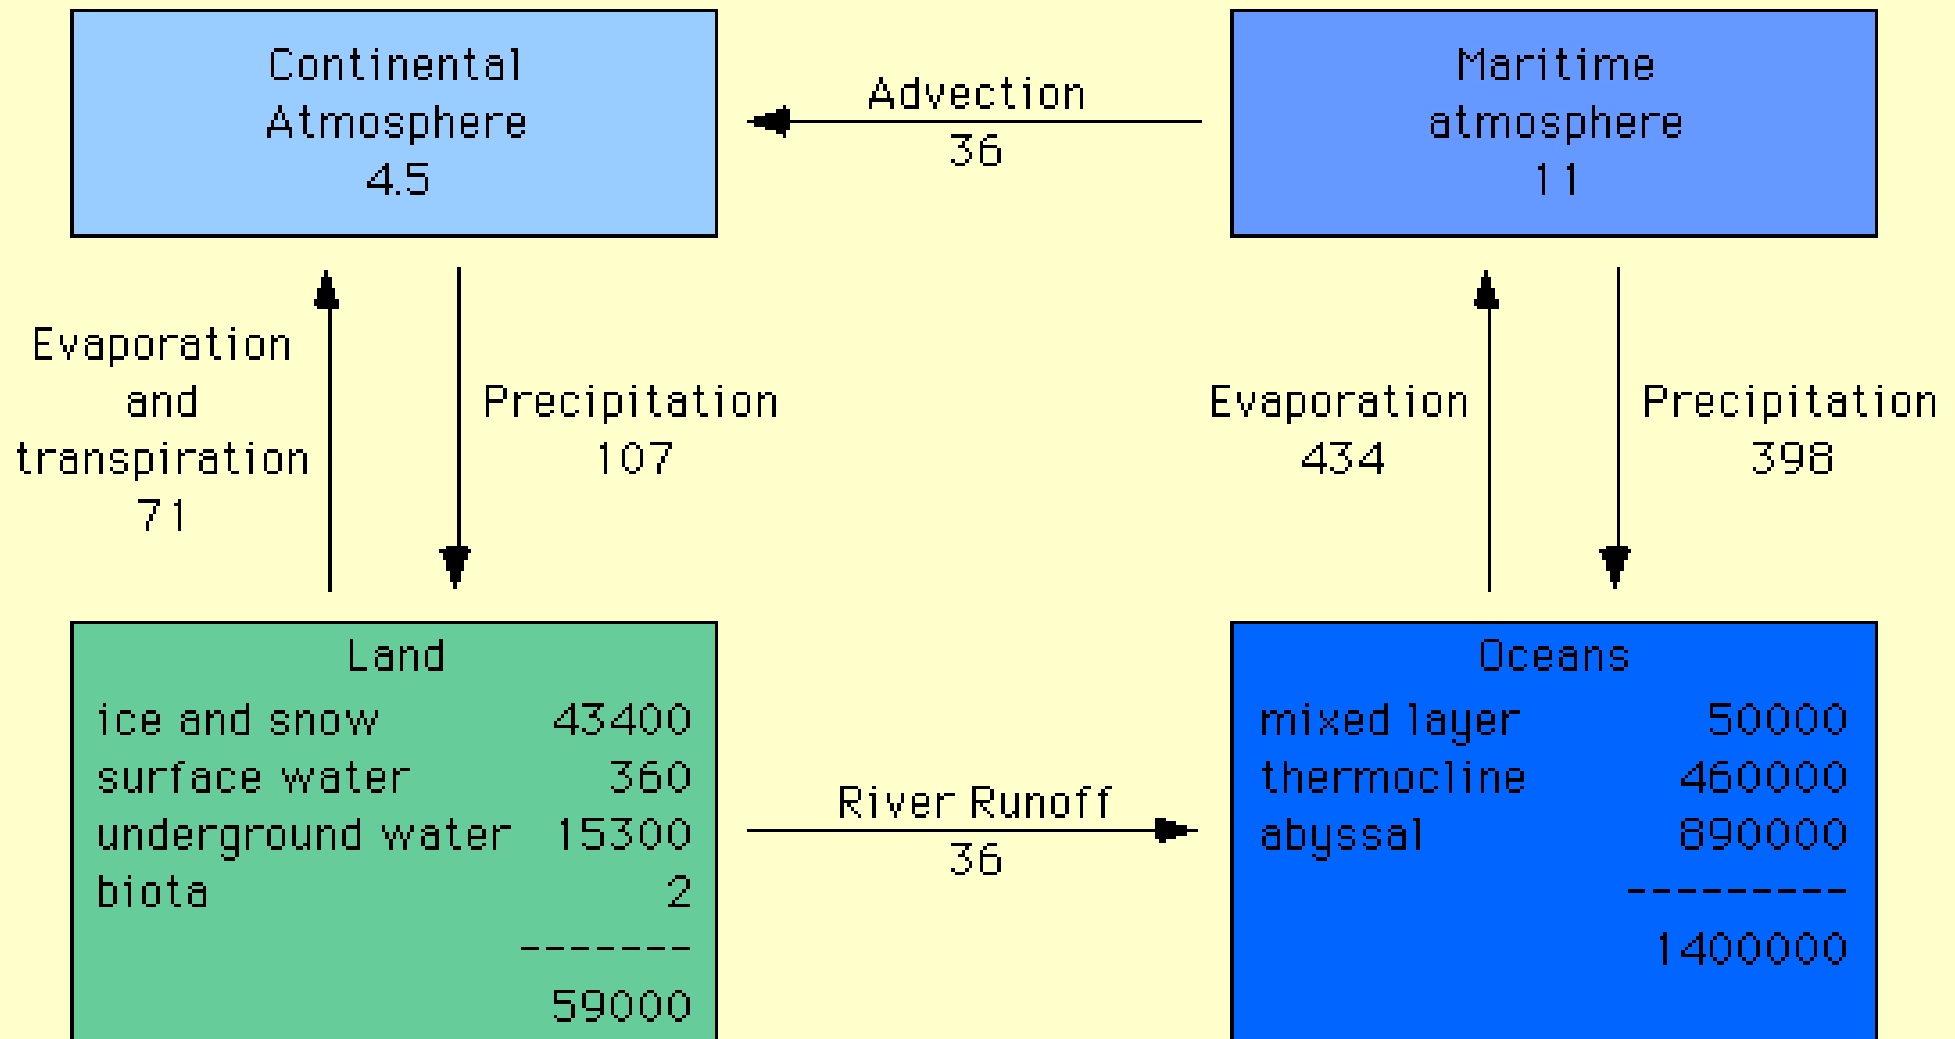 Continental
Atmosphere
4.5
Advection
36
Maritime
atmosphere
11
Evaporation
and
transpiration
71
Precipitation
107
Evaporation
434
Precipitation
398
Land
ice and snow 43400
surface water 360
underground water 15300
biota 2
-------
59000
River Runoff
36
Oceans
mixed layer 50000
thermocline 460000
abyssal 890000
---------
1400000